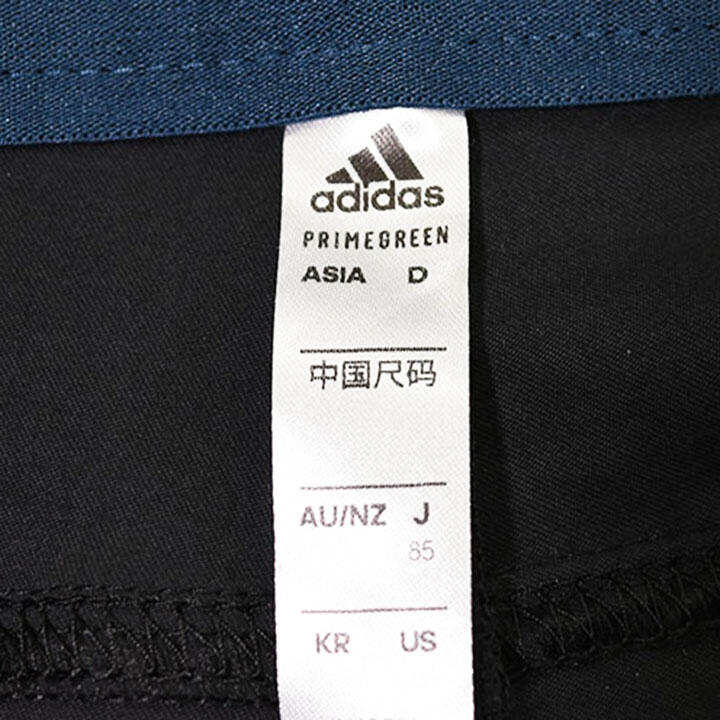 adidas
PRIMEGREEN
ASIA D
中国尺码
AU/NZ J
85
KR US